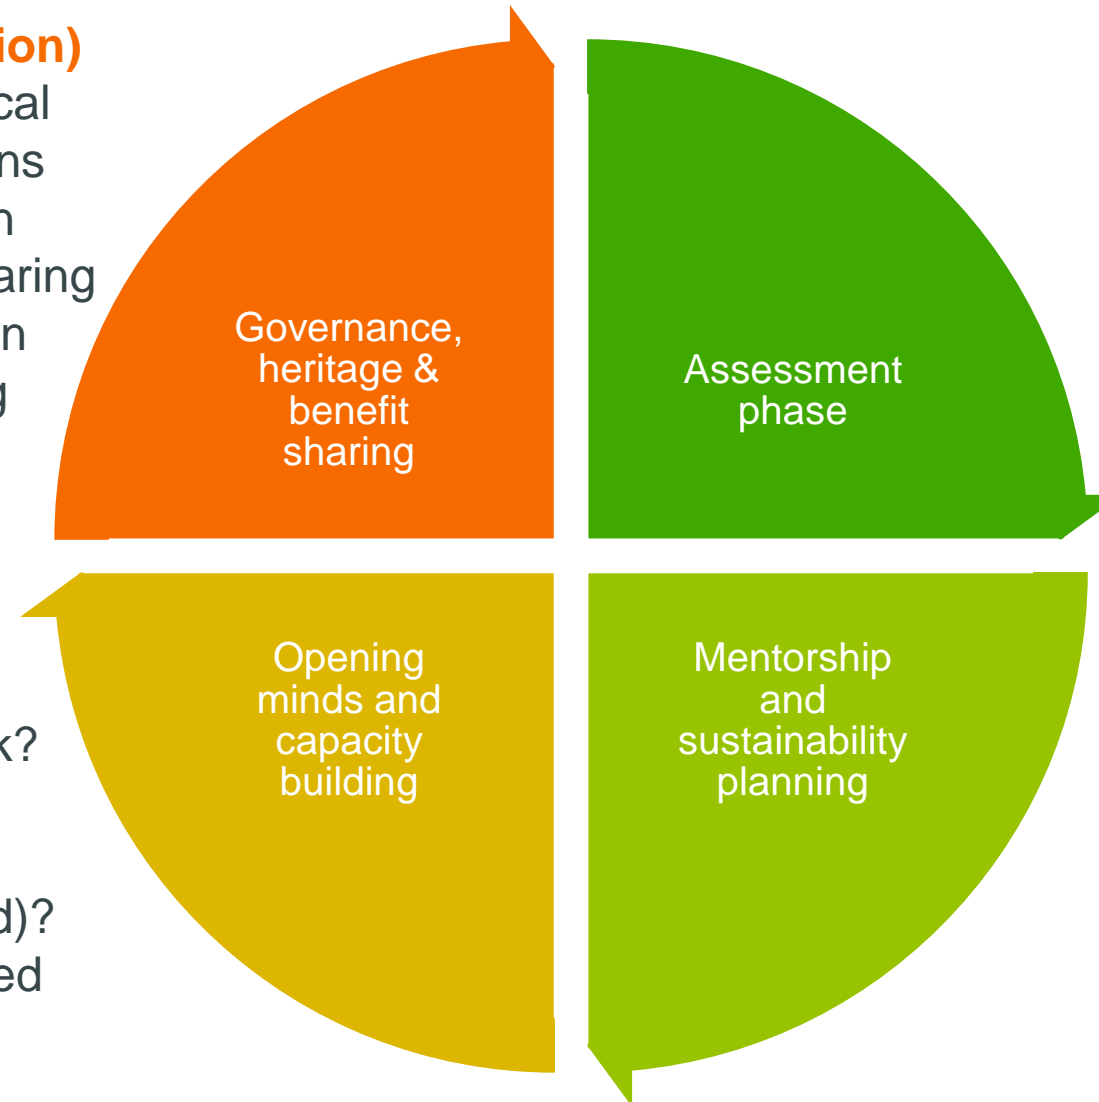 ion)
cal
ns
n
aring
n
g
k?
d)?
ed
Governance,
heritage &
benefit
sharing
Assessment
phase
Opening
minds and
capacity
building
Mentorship
and
sustainability
planning